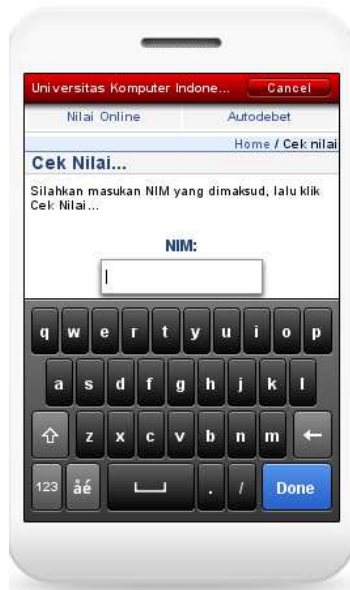 Universitas Komputer Indone... Cancel
Nilai Online Autodebet
Home / Cek nilai
Cek Nilai...
Silahkan masukan NIM yang dimaksud, lalu klik
Cek Nilai...
NIM:
q w e r t y u i o p
a s d f g h j k l
z x c v b n m
123 åé . / Done